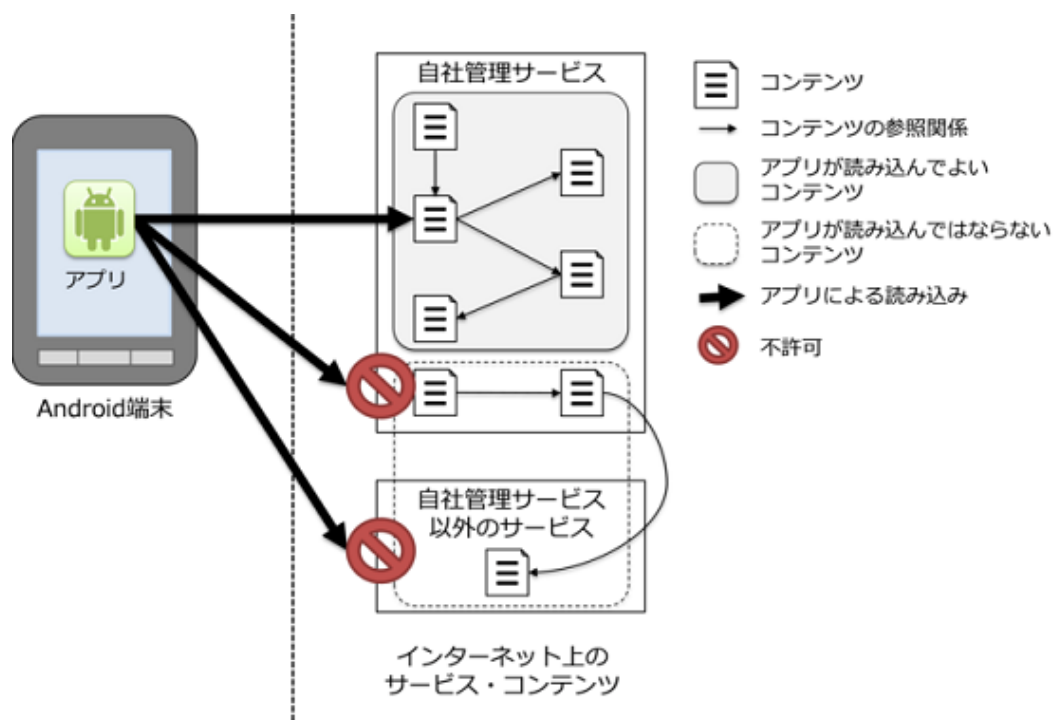 自社管理サービス
アプリ
Android端末
自社管理サービス
以外のサービス
インターネット上の
サービス・コンテンツ
コンテンツ
コンテンツの参照関係
アプリが読み込んでよい
コンテンツ
アプリが読み込んではならない
コンテンツ
アプリによる読み込み
不許可